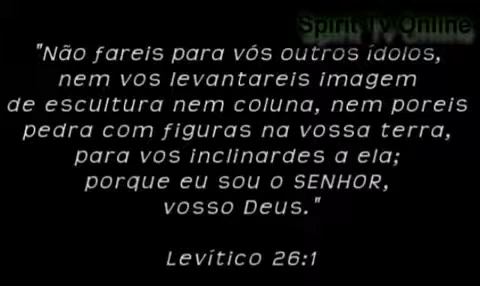 Spirit Tv Online
"Não fareis para vós outros ídolos,
nem vos levantareis imagem
de escultura nem coluna, nem poreis
pedra com figuras na vossa terra,
para vos inclinardes a ela;
porque eu sou o SENHOR,
vosso Deus."
Levítico 26:1